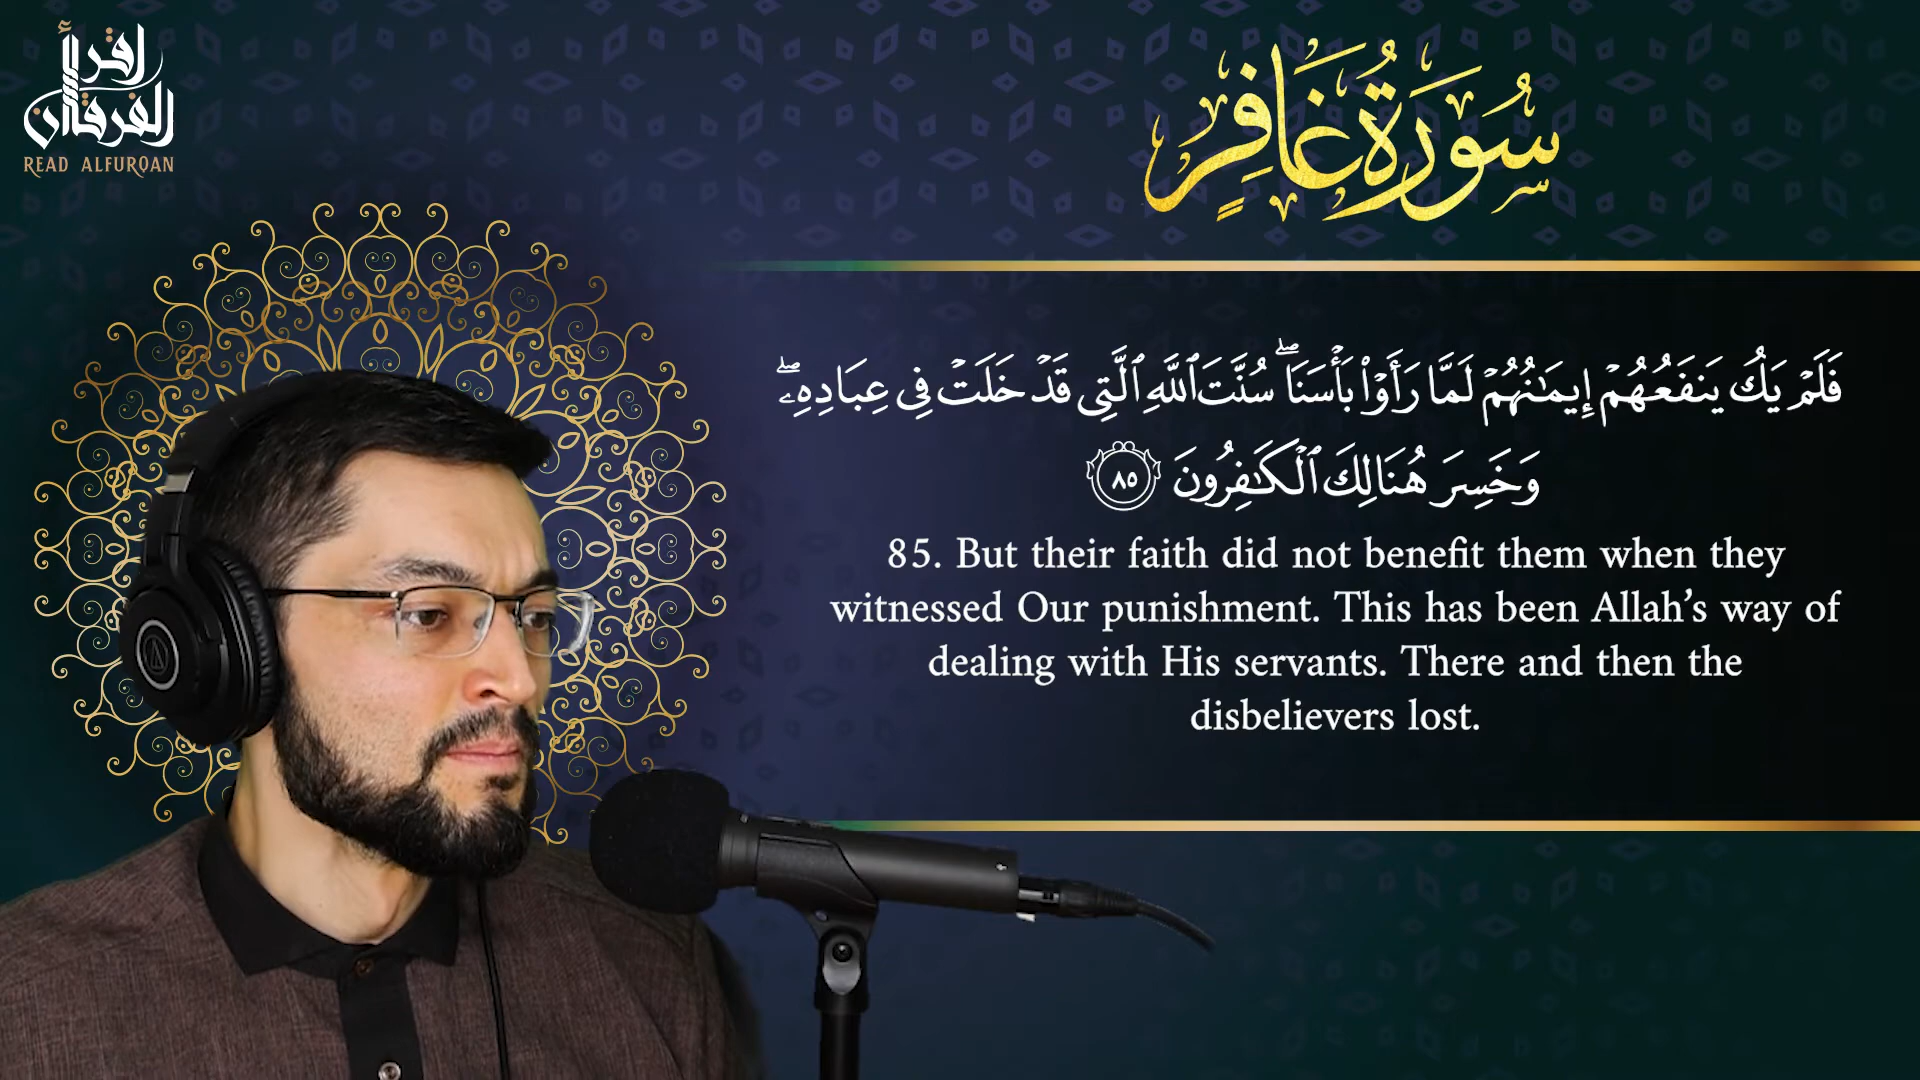 اقرأ
الفرقان
READ ALFURQAN
سُورَةُ غَافِرٍ
فَلَمْ يَكُ يَنفَعُهُمْ إِيمَـٰنُهُمْ لَمَّا رَأَوْا۟ بَأْسَنَا ۖ سُنَّتَ ٱللَّهِ ٱلَّتِى قَدْ خَلَتْ فِى عِبَادِهِۦ ۖ
وَخَسِرَ هُنَالِكَ ٱلْكَـٰفِرُونَ ٨٥
85. But their faith did not benefit them when they
witnessed Our punishment. This has been Allah’s way of
dealing with His servants. There and then the
disbelievers lost.